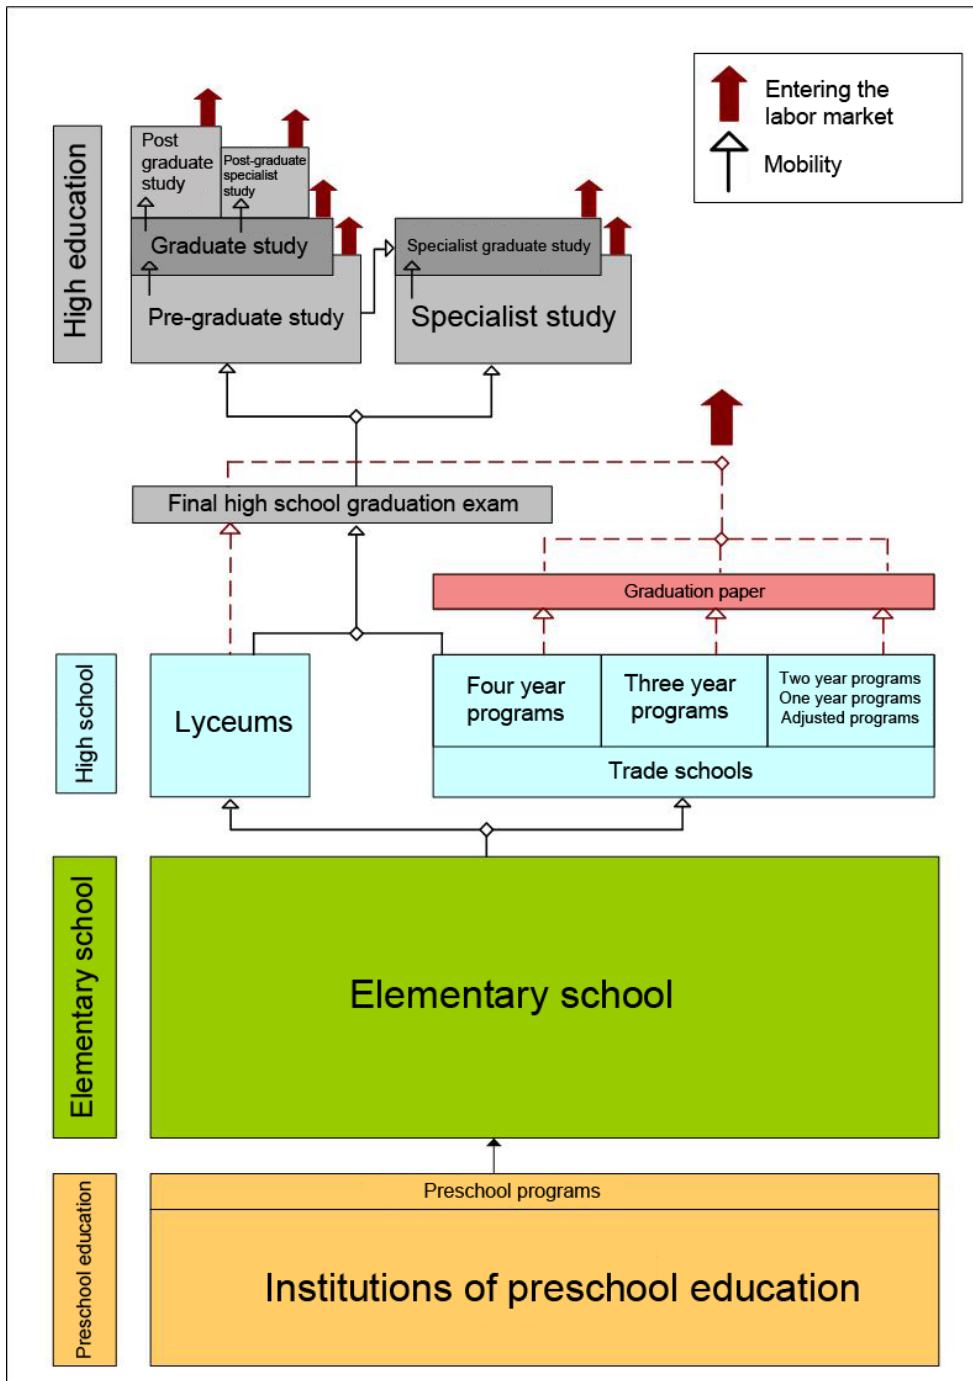 Entering the
labor market
Mobility
High education
Post
graduate
study
Post-graduate
specialist
study
Graduate study
Pre-graduate study
Specialist graduate study
Specialist study
Final high school graduation exam
Graduation paper
High school
Lyceums
Four year
programs
Three year
programs
Two year programs
One year programs
Adjusted programs
Trade schools
Elementary school
Elementary school
Preschool education
Preschool programs
Institutions of preschool education